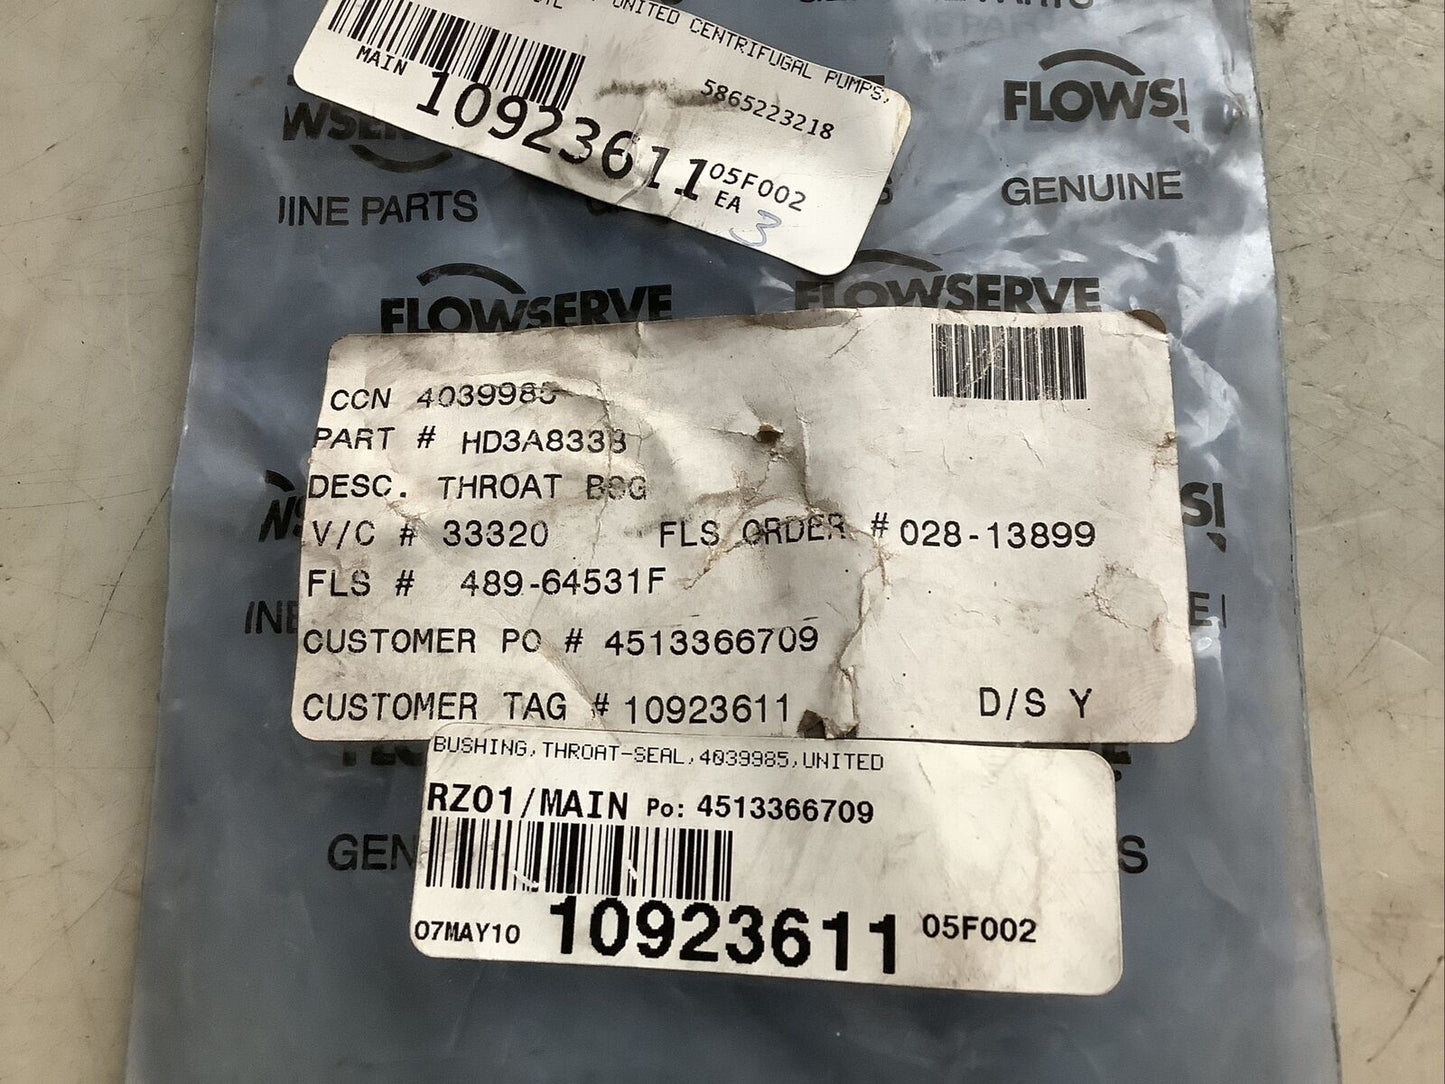 UNITED CENTRIFUGAL PUMPS,
MAIN
5865223218
10923611 05F002
EA 3
FLOWS
GENUINE
INE PARTS
FLOWSERVE FLOWSERVE
CCN 4039985
PART # HD3A833B
DESC. THROAT BSG
V/C # 33320 FLS ORDER # 028-13899
FLS # 489-64531F
CUSTOMER PO # 4513366709
CUSTOMER TAG # 10923611 D/S Y
BUSHING,THROAT-SEAL,4039985,UNITED
RZ01/MAIN Po: 4513366709
07MAY10 10923611 05F002